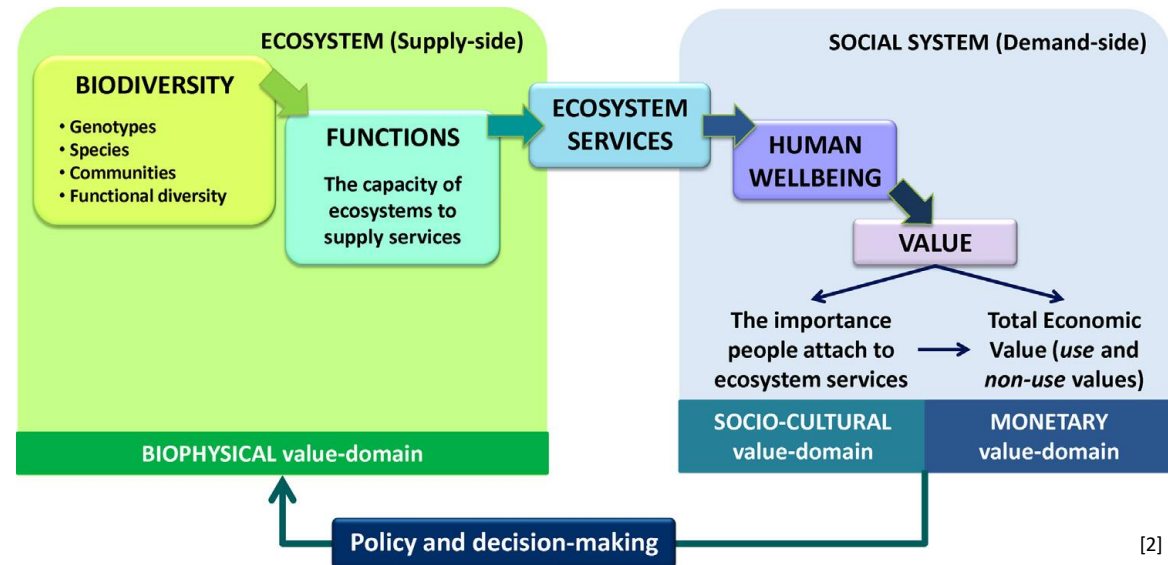 ECOSYSTEM (Supply-side)
BIODIVERSITY
• Genotypes
• Species
• Communities
• Functional diversity
FUNCTIONS
The capacity of
ecosystems to
supply services
BIOPHYSICAL value-domain
ECOSYSTEM
SERVICES
SOCIAL SYSTEM (Demand-side)
HUMAN
WELLBEING
VALUE
The importance
people attach to
ecosystem services
Total Economic
Value (use and
non-use values)
SOCIO-CULTURAL
value-domain
MONETARY
value-domain
Policy and decision-making
[2]